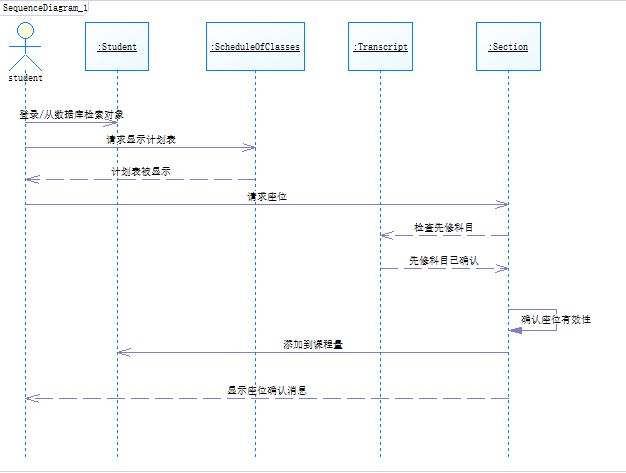 SequenceDiagram_1
:Student
:ScheduleOfClasses
:Transcript
:Section
student
登录/从数据库检索对象
请求显示计划表
计划表被显示
请求座位
检查先修科目
先修科目已确认
确认座位有效性
添加到课程量
显示座位确认消息